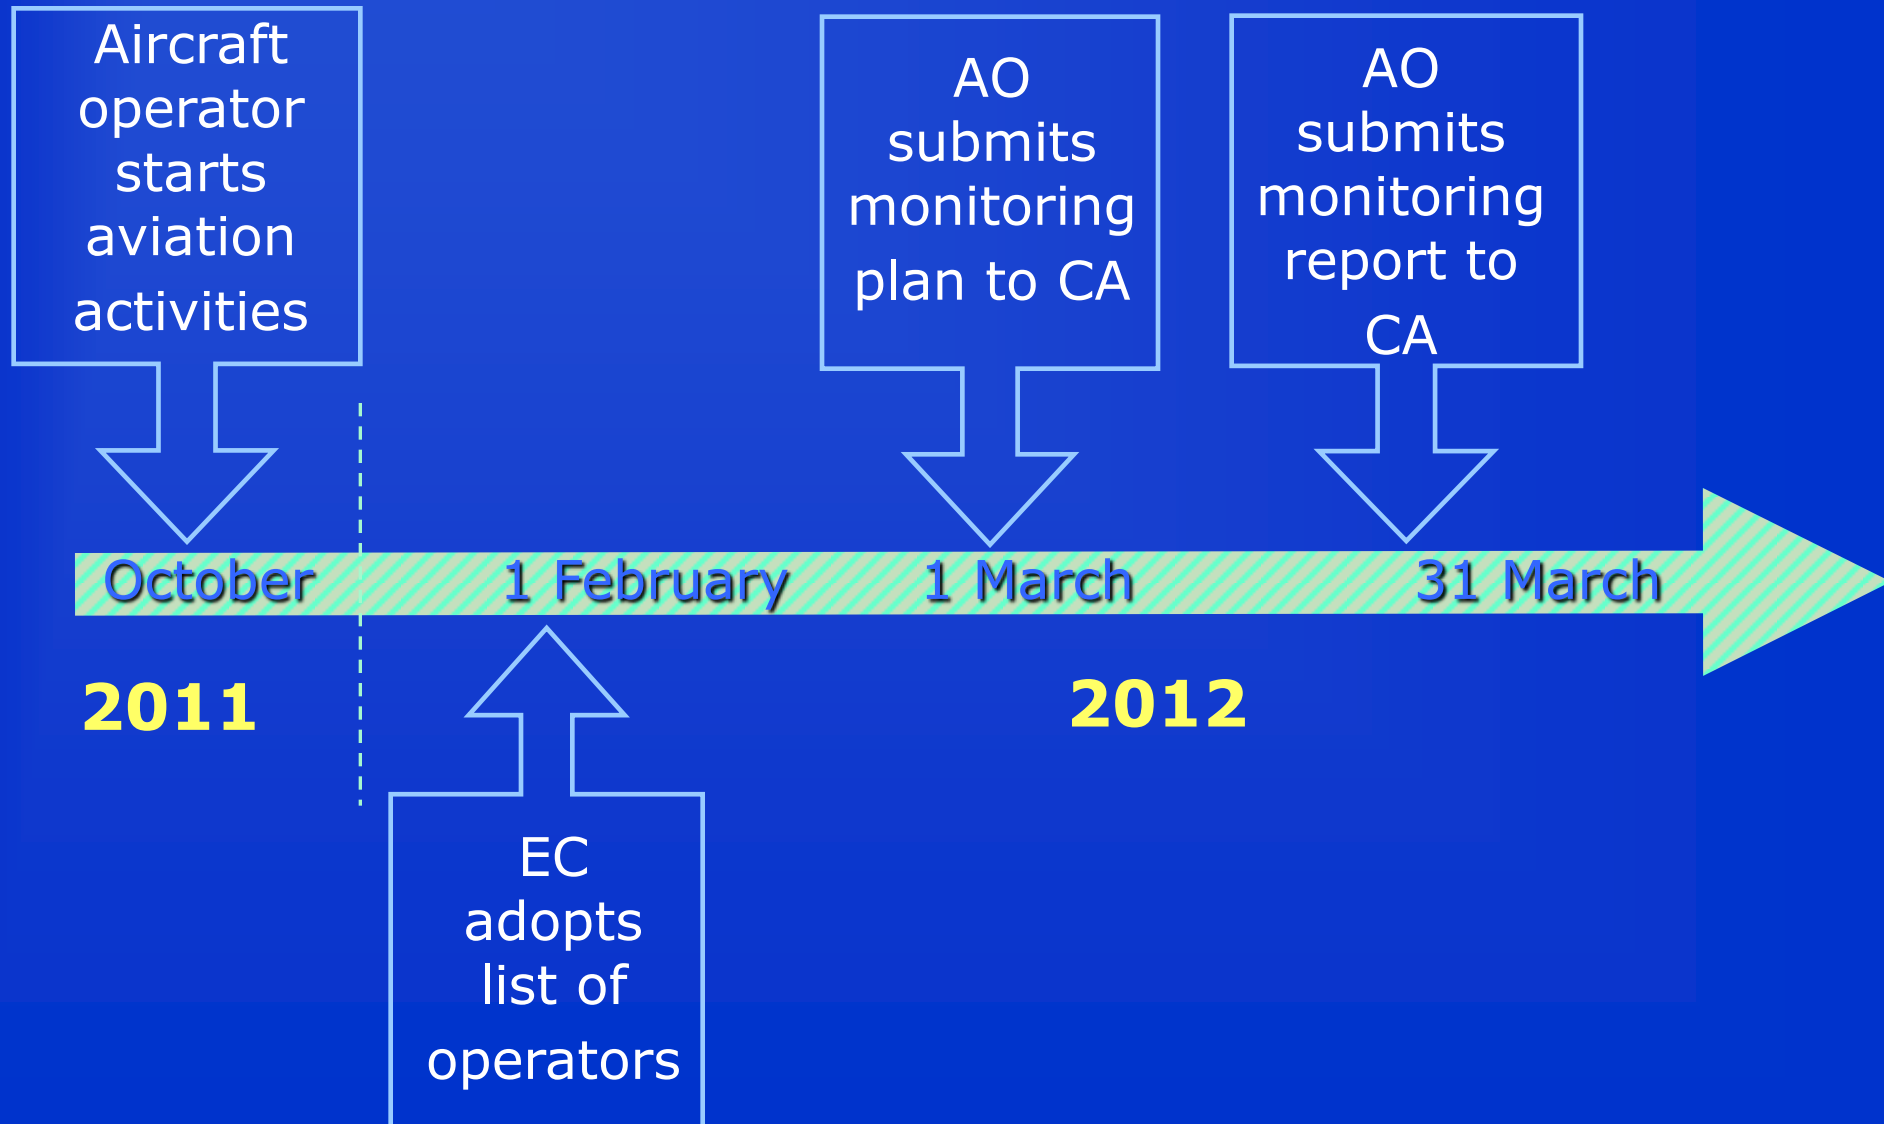 Aircraft
operator
starts
aviation
activities
AO
submits
monitoring
plan to CA
AO
submits
monitoring
report to
CA
October
1 February
1 March
31 March
2011
2012
EC
adopts
list of
operators